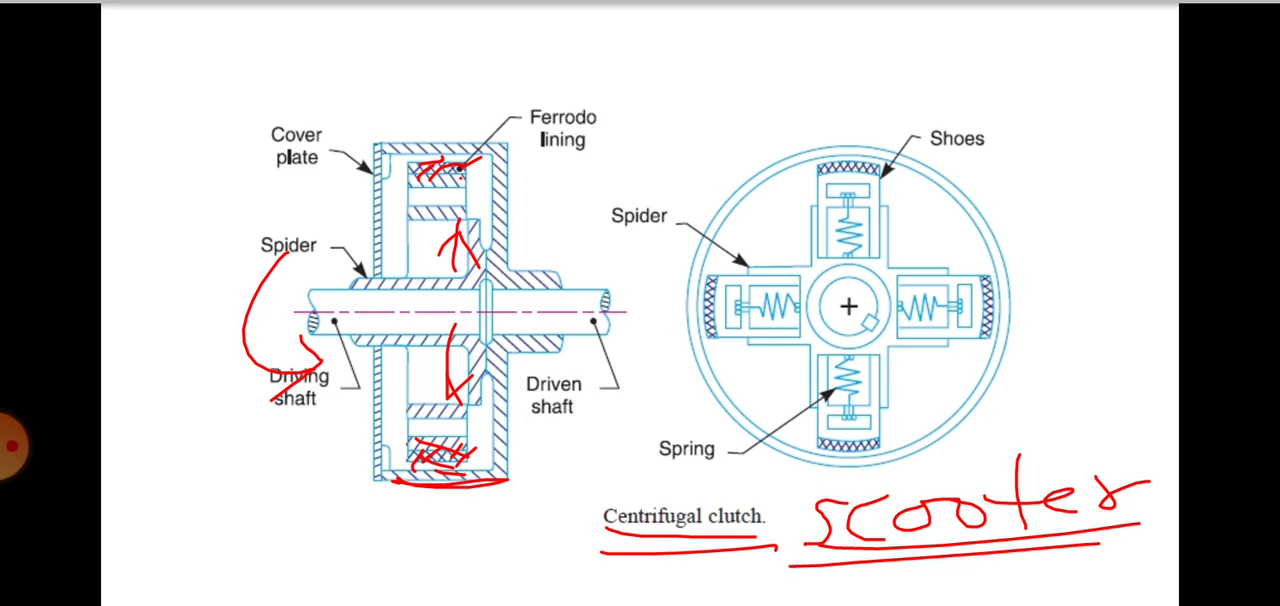 Cover
plate
Ferrodo
lining
Spider
Driving
shaft
Driven
shaft
Shoes
Spider
Spring
Centrifugal clutch.
scooter